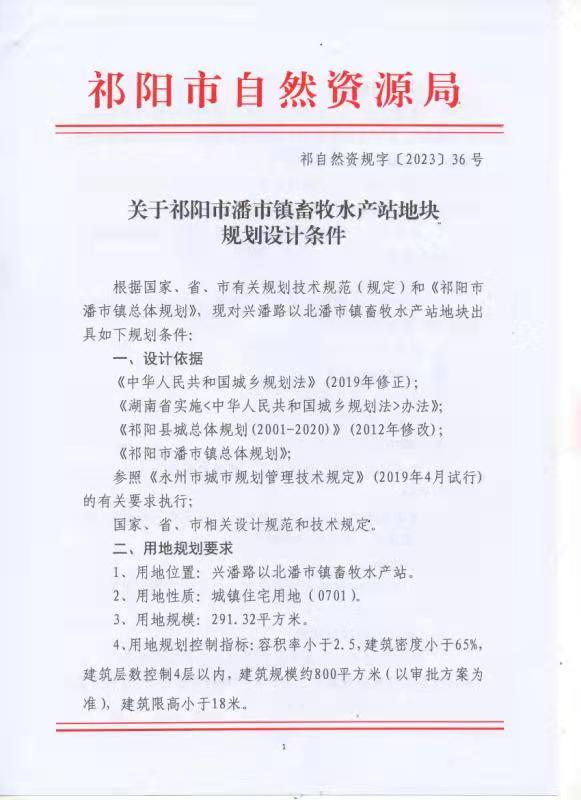 祁阳市自然资源局
祁自然资规字〔2023〕36号
关于祁阳市潘市镇畜牧水产站地块
规划设计条件
根据国家、省、市有关规划技术规范（规定）和《祁阳市
潘市镇总体规划》，现对兴潘路以北潘市镇畜牧水产站地块出
具如下规划条件：
一、设计依据
《中华人民共和国城乡规划法》（2019年修正）；
《湖南省实施<中华人民共和国城乡规划法>办法》；
《祁阳县城总体规划(2001-2020)》（2012年修改）；
《祁阳市潘市镇总体规划》；
参照《永州市城市规划管理技术规定》（2019年4月试行）
的有关要求执行；
国家、省、市相关设计规范和技术规定。
二、用地规划要求
1、用地位置：兴潘路以北潘市镇畜牧水产站。
2、用地性质：城镇住宅用地（0701）。
3、用地规模：291.32平方米。
4、用地规划控制指标：容积率小于2.5，建筑密度小于65%，
建筑层数控制4层以内，建筑规模约800平方米（以审批方案为
准），建筑限高小于18米。
1